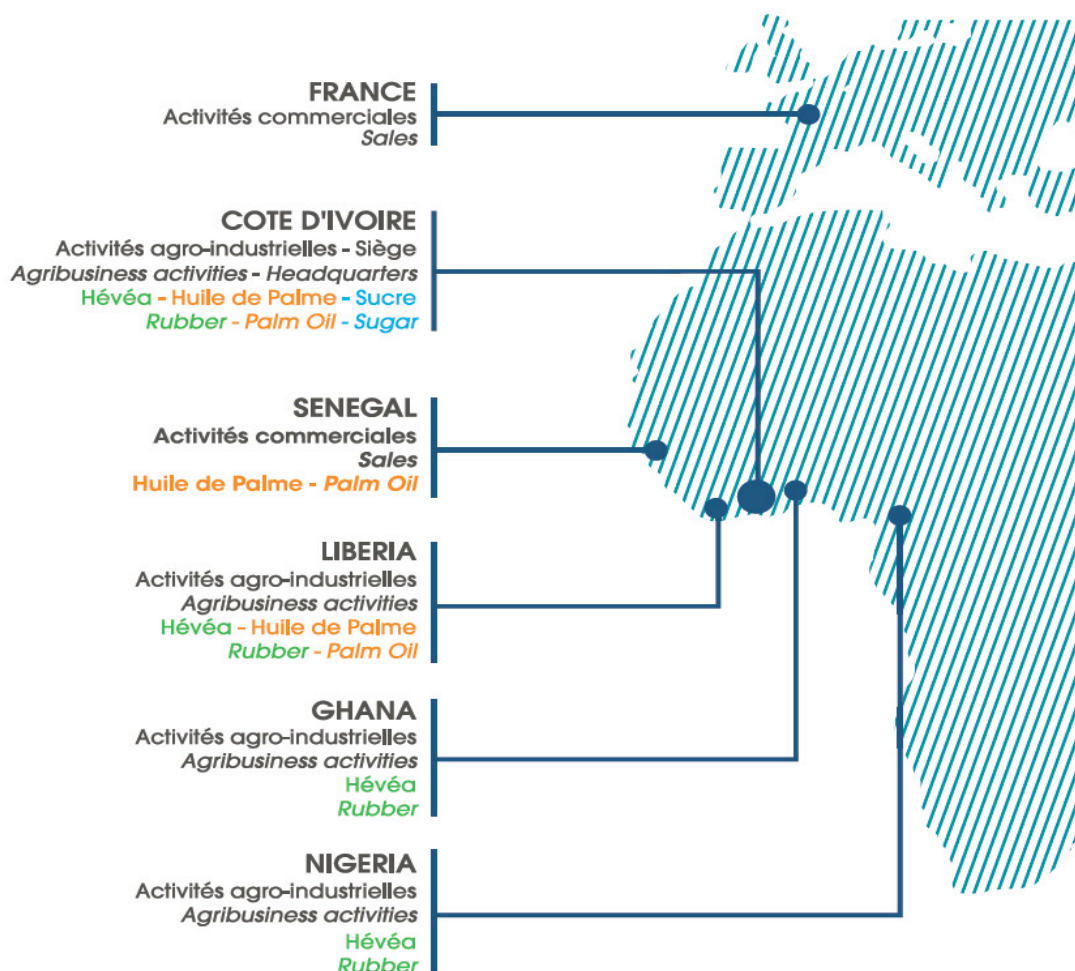 FRANCE
Activités commerciales
Sales
COTE D'IVOIRE
Activités agro-industrielles - Siège
Agribusiness activities - Headquarters
Hévéa - Huile de Palme - Sucre
Rubber - Palm Oil - Sugar
SENEGAL
Activités commerciales
Sales
Huile de Palme - Palm Oil
LIBERIA
Activités agro-industrielles
Agribusiness activities
Hévéa - Huile de Palme
Rubber - Palm Oil
GHANA
Activités agro-industrielles
Agribusiness activities
Hévéa
Rubber
NIGERIA
Activités agro-industrielles
Agribusiness activities
Hévéa
Rubber